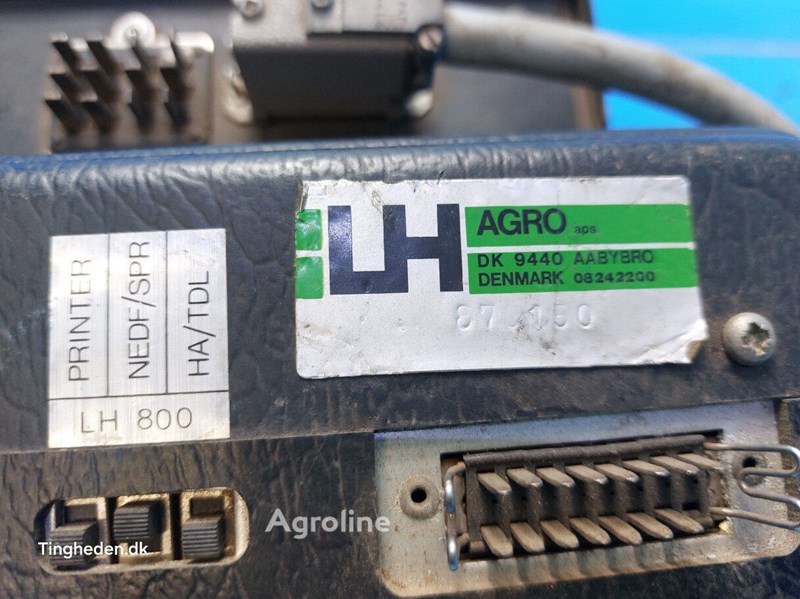 LH AGRO aps
DK 9440 AABYBRO
DENMARK 08242200
PRINTER
NEDF/SPR
HA/TDL
LH 800
Agroline
Tingheden.dk